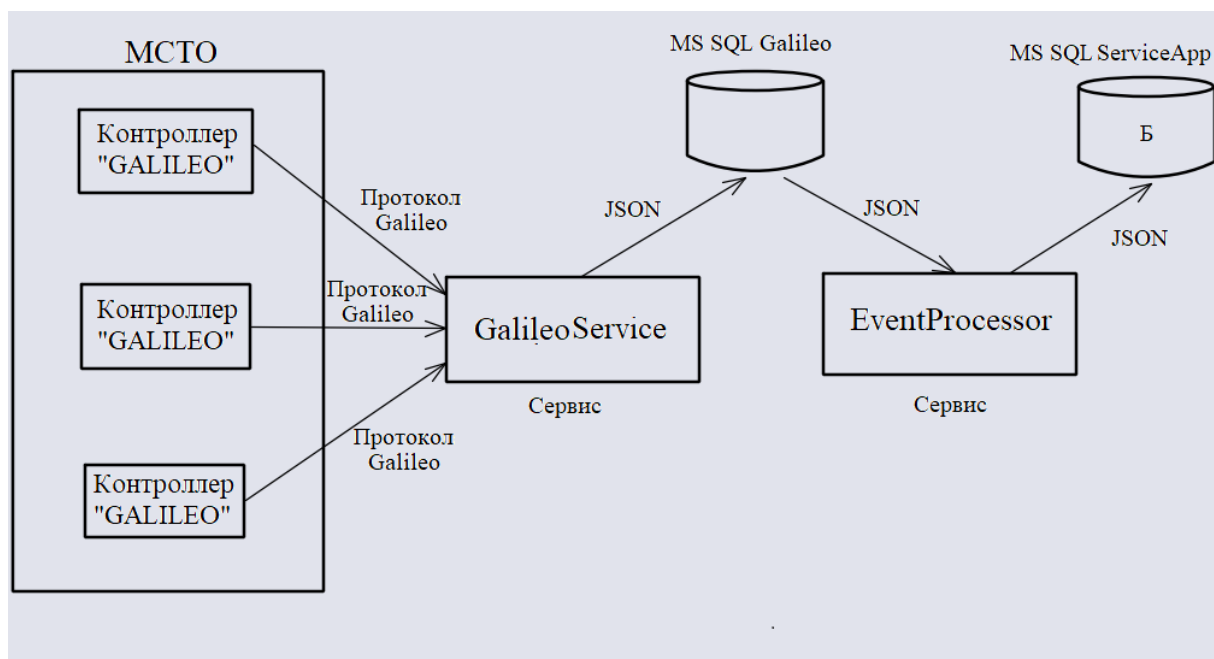 МСТО
MS SQL Galileo
MS SQL ServiceApp
Контроллер
"GALILEO"
Протокол
Galileo
JSON
JSON
Б
JSON
Контроллер
"GALILEO"
Протокол
Galileo
GalileoService
Сервис
EventProcessor
Сервис
Контроллер
"GALILEO"
Протокол
Galileo